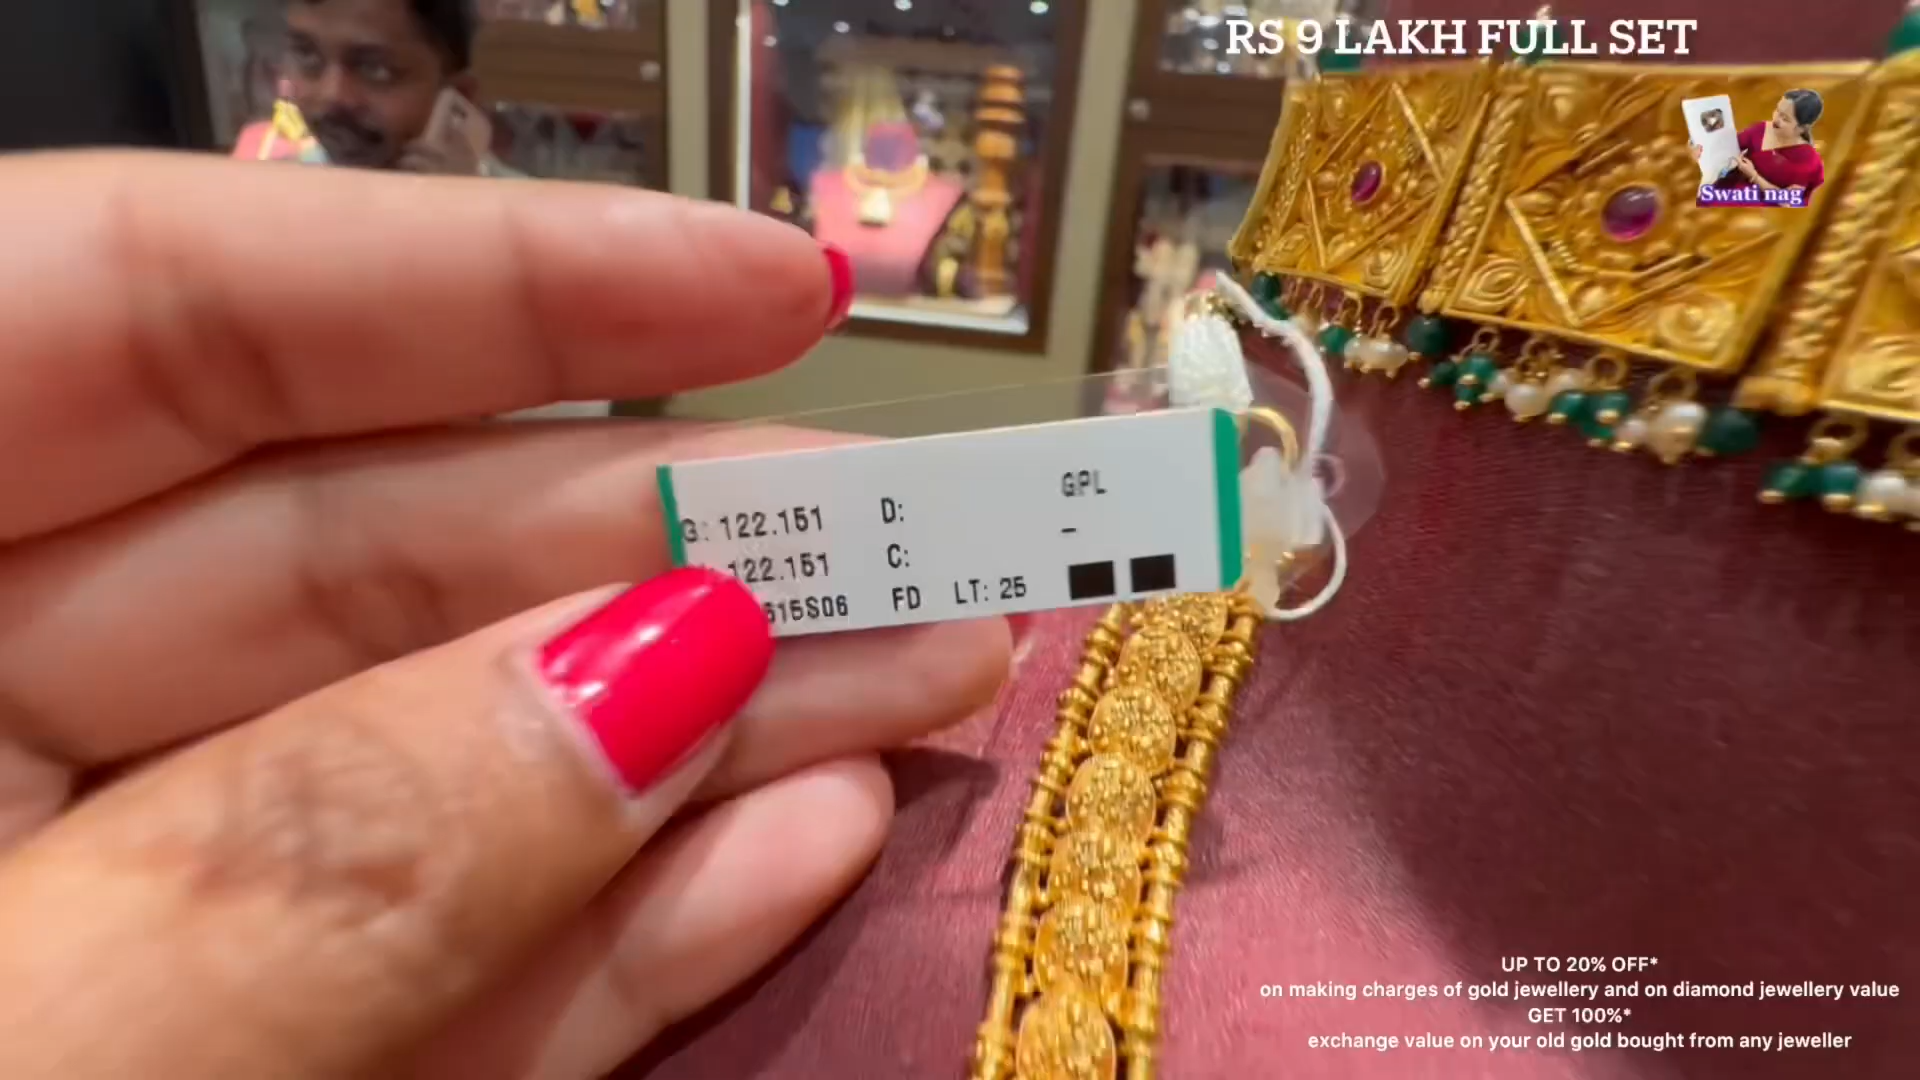 RS 9 LAKH FULL SET
Swati nag
GPL
G: 122.151 D: –
122.151 C:
615S06 FD LT: 25
UP TO 20% OFF*
on making charges of gold jewellery and on diamond jewellery value
GET 100%*
exchange value on your old gold bought from any jeweller